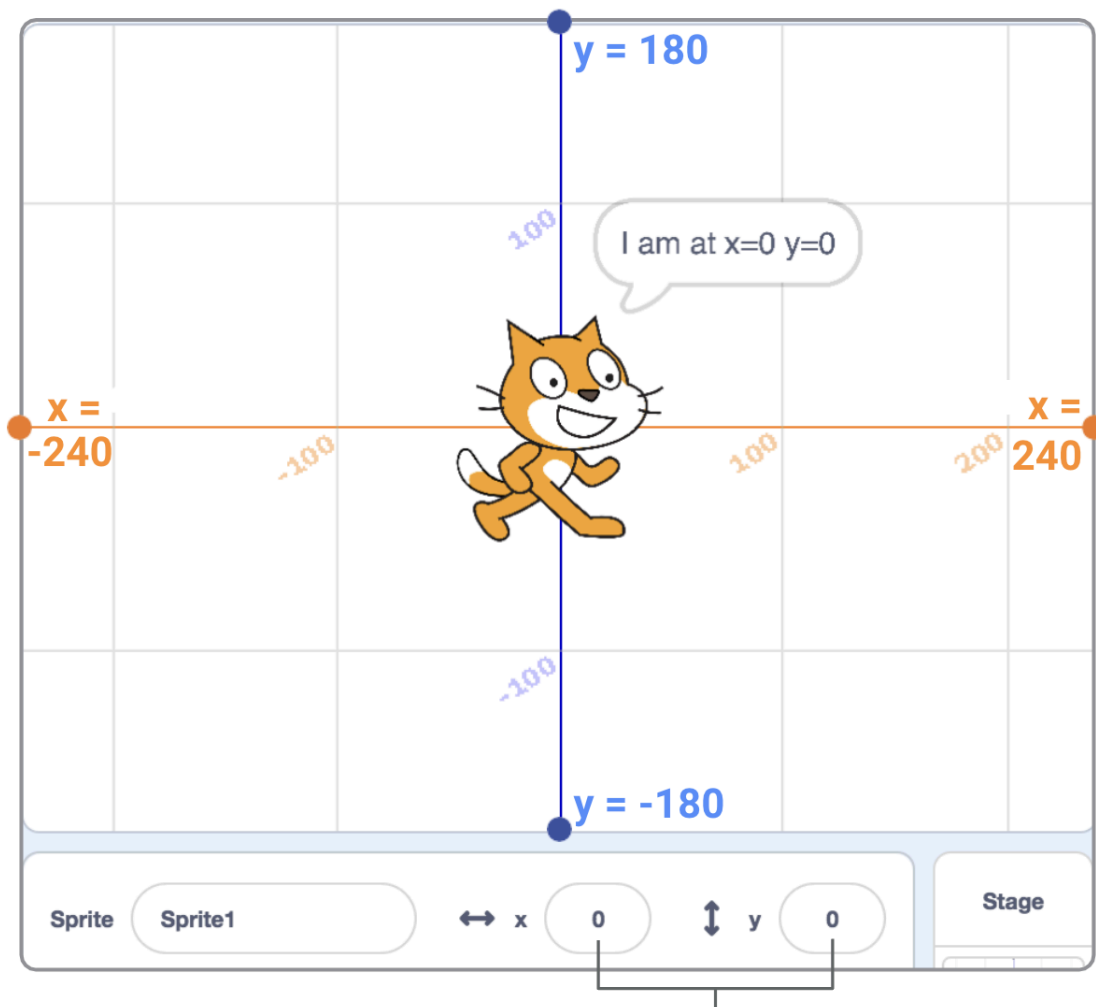 y = 180
100
I am at x=0 y=0
x =
-240
-100
100
200
x =
240
-100
y = -180
Sprite Sprite1 x 0 y 0
Stage